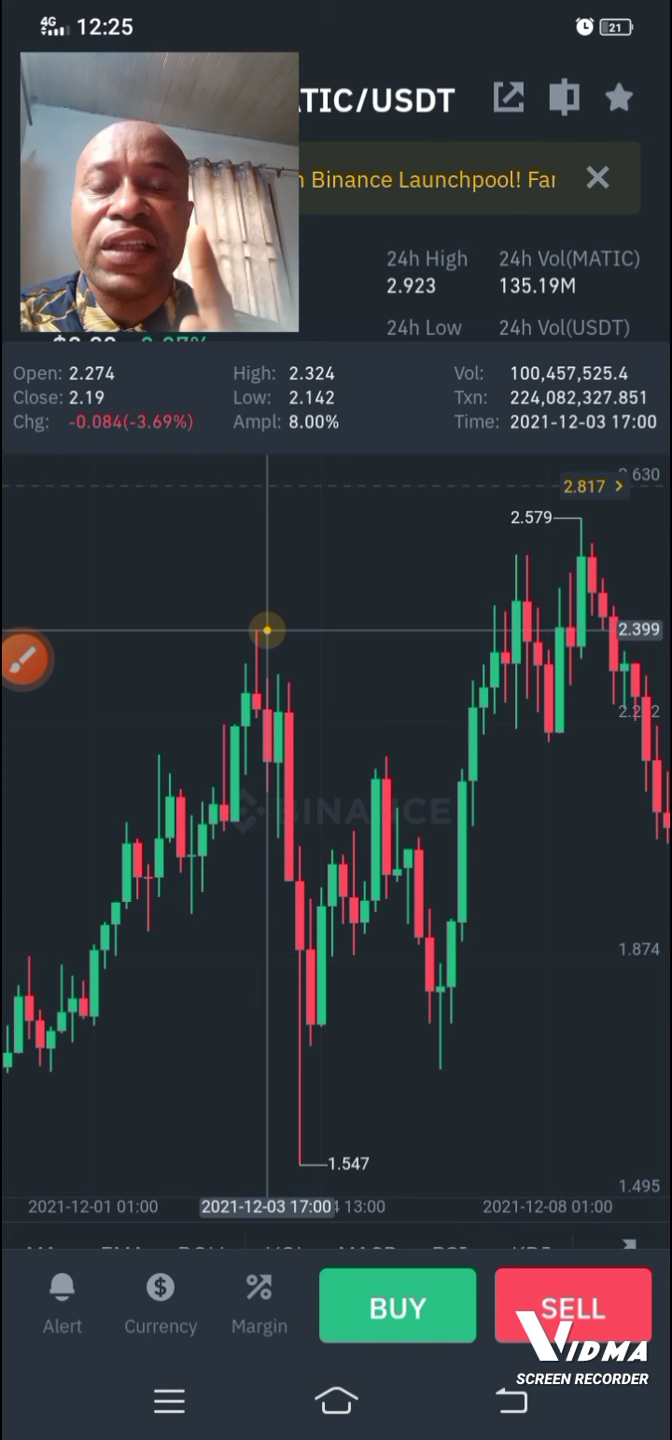 4G 12:25 21
TIC/USDT
Binance Launchpool!
24h High 24h Vol(MATIC)
2.923 135.19M
24h Low 24h Vol(USDT)
Open: 2.274 High: 2.324 Vol: 100,457,525.4
Close: 2.19 Low: 2.142 Txn: 224,082,327.851
Chg: -0.084(-3.69%) Ampl: 8.00% Time: 2021-12-03 17:00
2.817 >
2.579
2.399
BINANCE
1.874
1.547
1.495
2021-12-01 01:00 2021-12-03 17:00 13:00 2021-12-08 01:00
Alert Currency Margin BUY SELL
VIDMA
SCREEN RECORDER